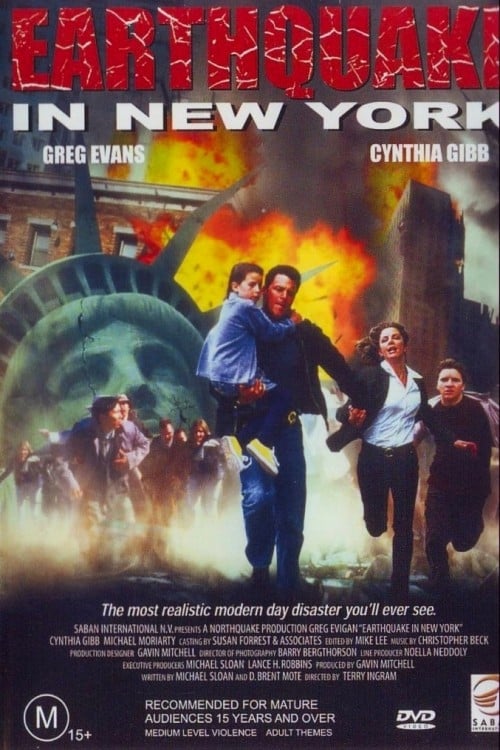 EARTHQUAKE
IN NEW YORK
GREG EVANS
CYNTHIA GIBB
The most realistic modern day disaster you'll ever see.
SABAN INTERNATIONAL N.V. PRESENTS A NORTHQUAKE PRODUCTION GREG EVIGAN "EARTHQUAKE IN NEW YORK"
CYNTHIA GIBB MICHAEL MORIARTY CASTING BY SUSAN FORREST & ASSOCIATES EDITED BY MIKE LEE MUSIC BY CHRISTOPHER BECK
PRODUCTION DESIGNER GAVIN MITCHELL DIRECTOR OF PHOTOGRAPHY BARRY BERGTHORSON LINE PRODUCER NOELLA NEDDOLY
EXECUTIVE PRODUCERS MICHAEL SLOAN LANCE H. ROBBINS PRODUCED BY GAVIN MITCHELL
WRITTEN BY MICHAEL SLOAN AND D. BRENT MOTE DIRECTED BY TERRY INGRAM
M 15+
RECOMMENDED FOR MATURE
AUDIENCES 15 YEARS AND OVER
MEDIUM LEVEL VIOLENCE ADULT THEMES
DVD
VIDEO
SAB